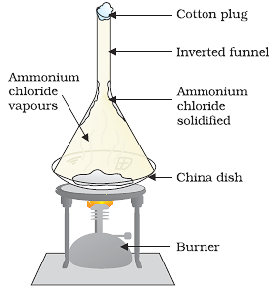 Cotton plug
Inverted funnel
Ammonium
chloride
vapours
Ammonium
chloride
solidified
China dish
Burner